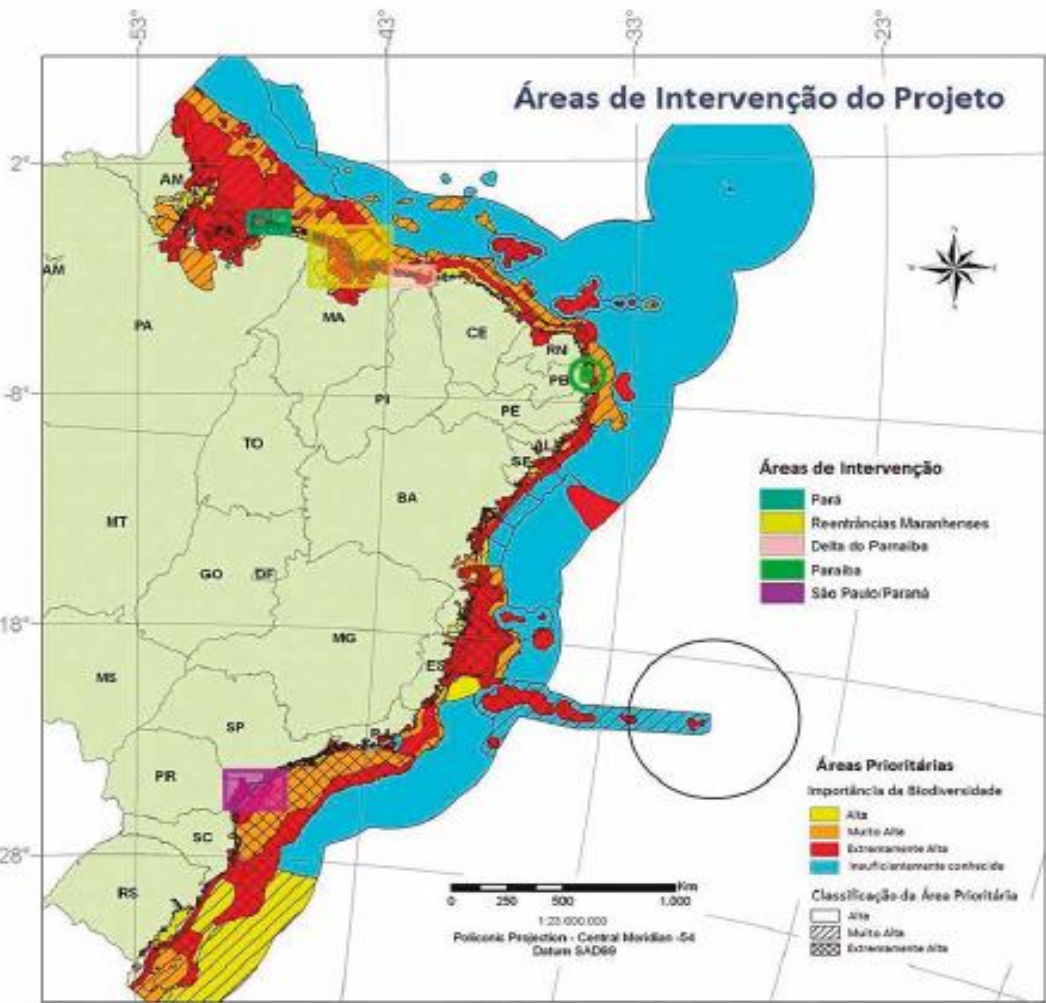 -53°
-43°
-33°
-23°
Áreas de Intervenção do Projeto
2°
-8°
18°
28°
AM
PA
AM
PA
MA
CE
RN
PB
PI
PE
AL
SE
TO
BA
MT
GO
DF
MG
ES
MS
SP
RJ
PR
SC
RS
Áreas de Intervenção
Pará
Reentrâncias Maranhenses
Delta do Parnaíba
Paraíba
São Paulo/Paraná
Áreas Prioritárias
Importância da Biodiversidade
Alta
Muito Alta
Extremamente Alta
Insuficientemente conhecida
Classificação da Área Prioritária
Alta
Muito Alta
Extremamente Alta
Km
0 250 500 1.000
1:23.000.000
Policonic Projection - Central Meridian -54
Datum SAD69